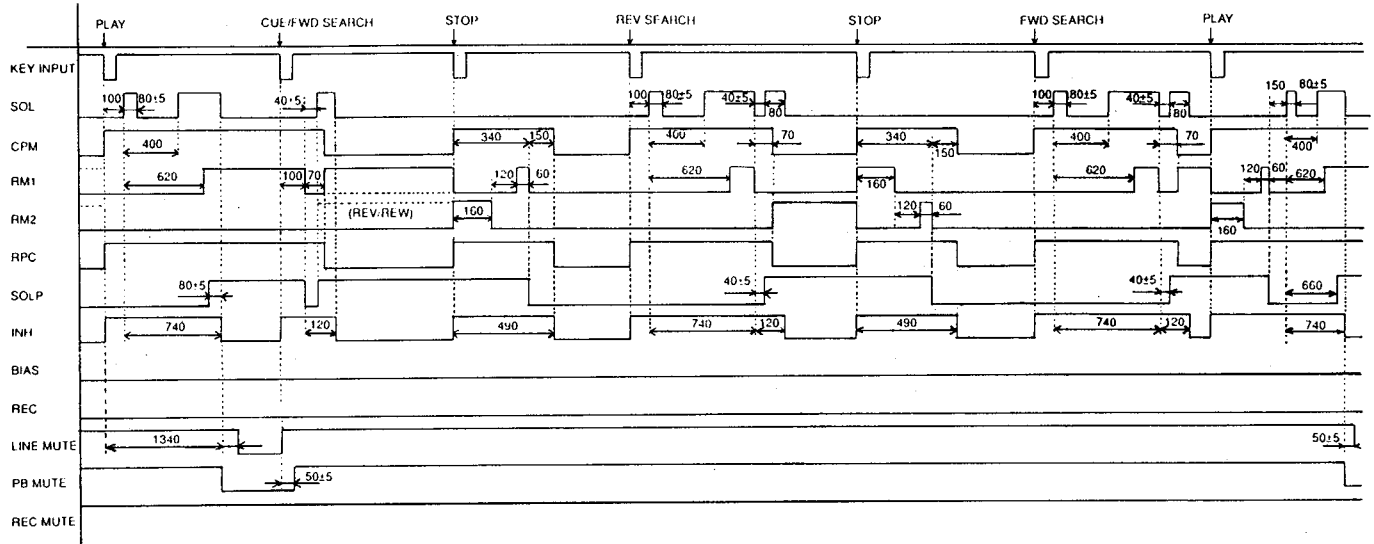 PLAY CUE/FWD SEARCH STOP REV SEARCH STOP FWD SEARCH PLAY
KEY INPUT
SOL 100 80±5 40±5 100 80±5 40±5 80 100 80±5 40±5 80 150 80±5
CPM 400 340 150 400 70 340 150 400 70 400
RM1 620 100 70 120 60 620 160 620 120 60 620
RM2 (REV/REW) 160 120 60 160
RPC
SOLP 80±5 40±5 40±5 660
INH 740 120 490 740 120 490 740 120 740
BIAS
REC
LINE MUTE 1340 50±5
PB MUTE 50±5
REC MUTE